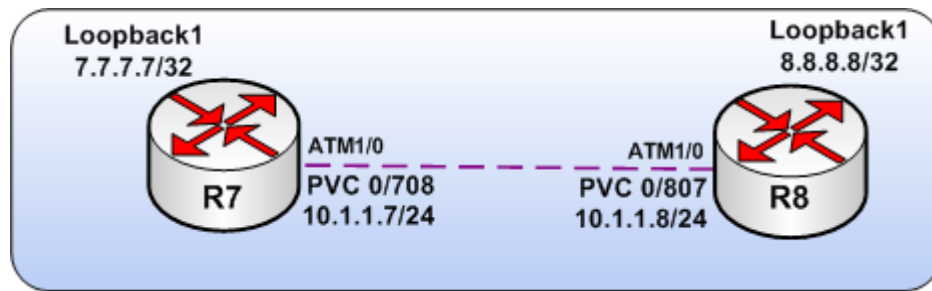 Loopback1
7.7.7.7/32
Loopback1
8.8.8.8/32
ATM1/0
ATM1/0
R7
PVC 0/708
10.1.1.7/24
PVC 0/807
10.1.1.8/24
R8